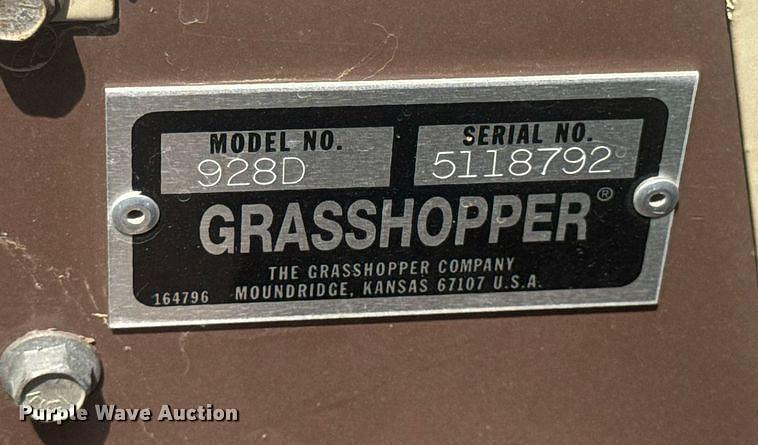 MODEL NO.
928D
SERIAL NO.
5118792
GRASSHOPPER®
THE GRASSHOPPER COMPANY
MOUNDRIDGE, KANSAS 67107 U.S.A.
164796
Purple Wave Auction